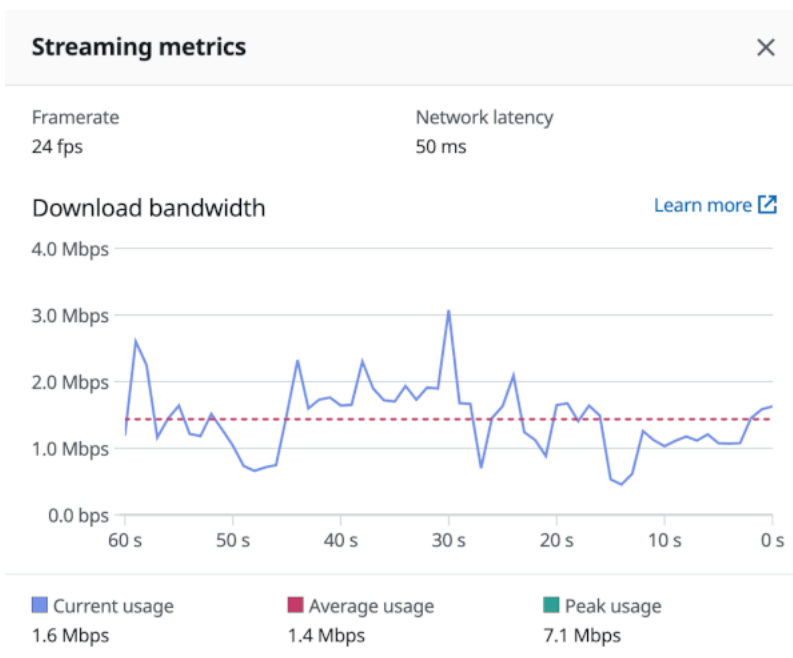 Streaming metrics
Framerate
Network latency
24 fps
50 ms
Download bandwidth
Learn more
4.0 Mbps
3.0 Mbps
2.0 Mbps
1.0 Mbps
0.0 bps
60 s
50 s
40 s
30 s
20 s
10 s
0 s
Current usage
Average usage
Peak usage
1.6 Mbps
1.4 Mbps
7.1 Mbps